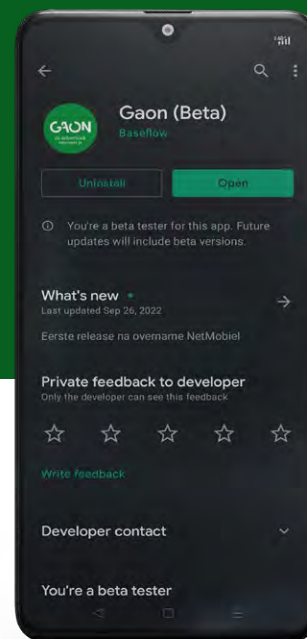 Gaon (Beta)
GAON
Baseflow
Uninstall
Open
You're a beta tester for this app. Future
updates will include beta versions.
What's new
Last updated Sep 26, 2022
Eerste release na overname NetMobiel
Private feedback to developer
Only the developer can see this feedback
Write feedback
Developer contact
You're a beta tester